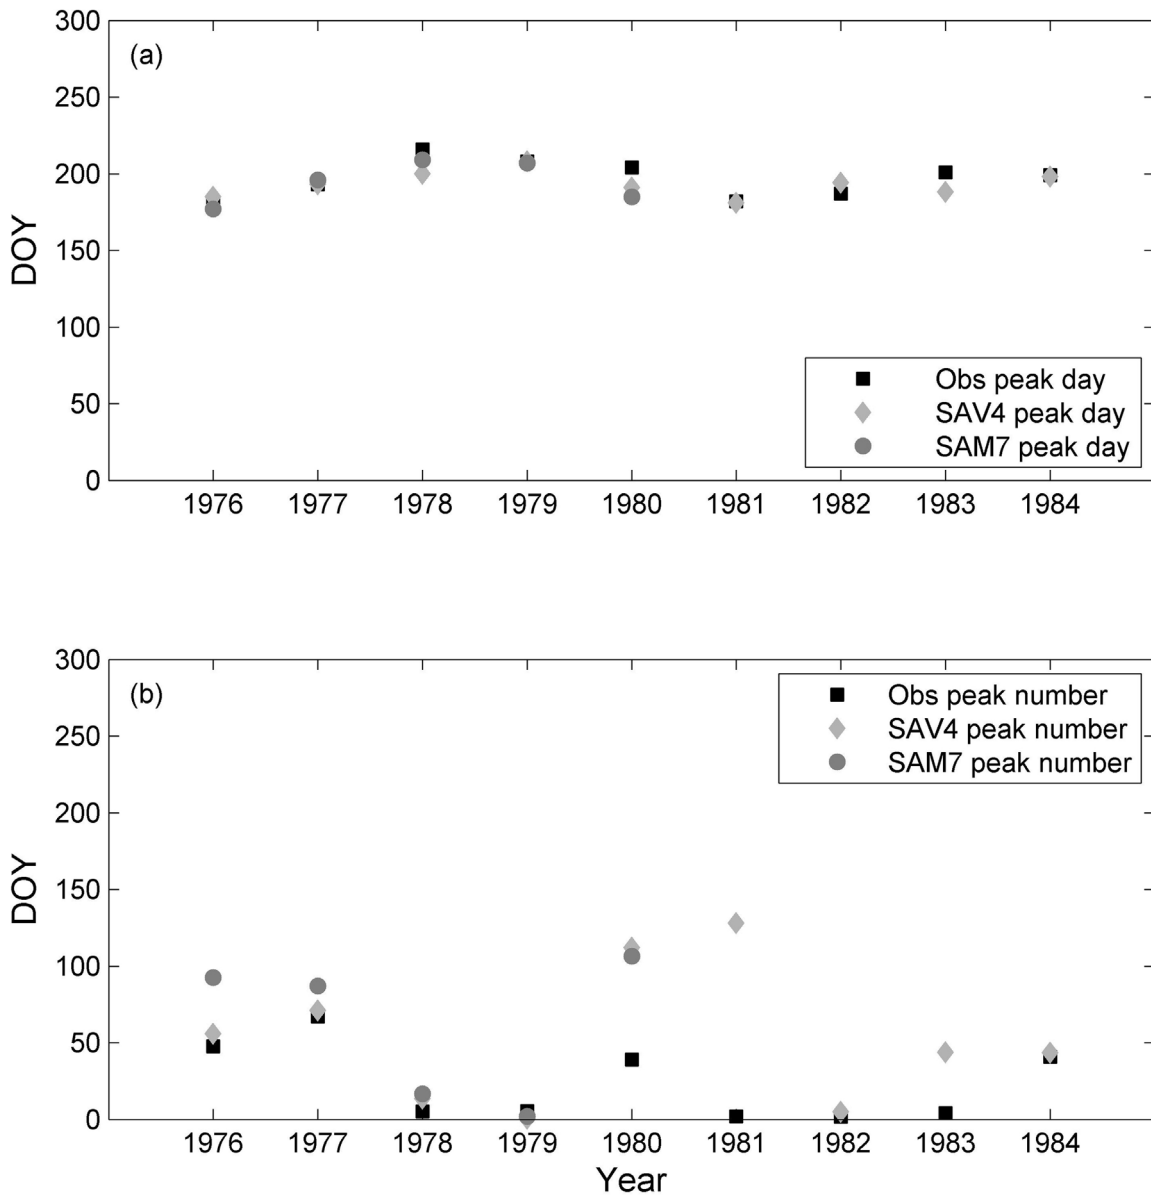 300
(a)
250
200
DOY
150
100
Obs peak day
50
SAV4 peak day
SAM7 peak day
0
1976 1977 1978 1979 1980 1981 1982 1983 1984
300
(b)
Obs peak number
250
SAV4 peak number
SAM7 peak number
200
DOY
150
100
50
0
1976 1977 1978 1979 1980 1981 1982 1983 1984
Year